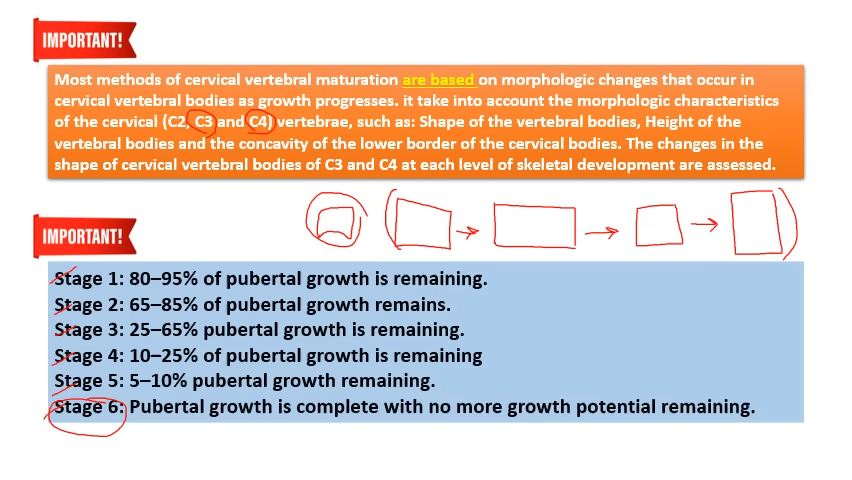 IMPORTANT!
Most methods of cervical vertebral maturation are based on morphologic changes that occur in
cervical vertebral bodies as growth progresses. it take into account the morphologic characteristics
of the cervical (C2, C3 and C4) vertebrae, such as: Shape of the vertebral bodies, Height of the
vertebral bodies and the concavity of the lower border of the cervical bodies. The changes in the
shape of cervical vertebral bodies of C3 and C4 at each level of skeletal development are assessed.
IMPORTANT!
Stage 1: 80–95% of pubertal growth is remaining.
Stage 2: 65–85% of pubertal growth remains.
Stage 3: 25–65% pubertal growth is remaining.
Stage 4: 10–25% of pubertal growth is remaining
Stage 5: 5–10% pubertal growth remaining.
Stage 6: Pubertal growth is complete with no more growth potential remaining.